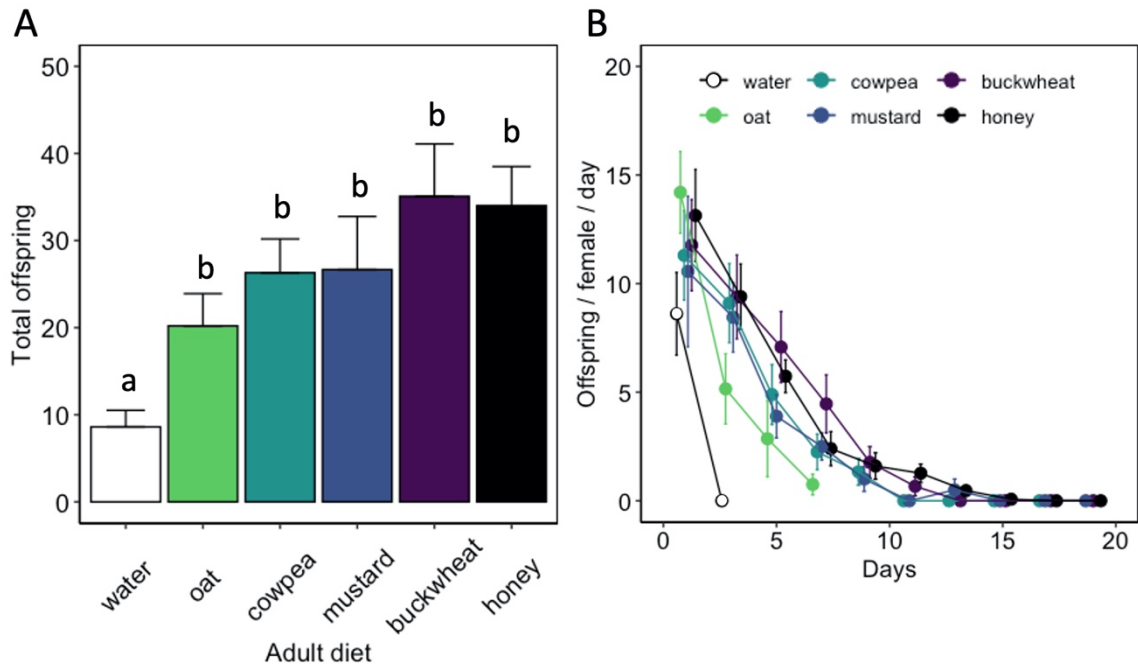 A
Total offspring
50
40
30
20
10
0
a
b
b
b
b
b
water
oat
cowpea
mustard
buckwheat
honey
Adult diet
B
Offspring / female / day
20
15
10
5
0
water
cowpea
buckwheat
oat
mustard
honey
0
5
10
15
20
Days